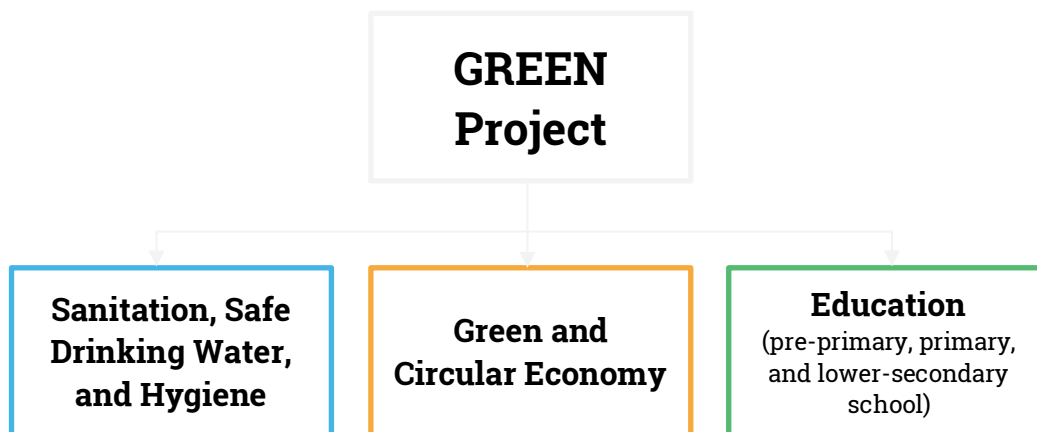 GREEN
Project
Sanitation, Safe
Drinking Water,
and Hygiene
Green and
Circular Economy
Education
(pre-primary, primary,
and lower-secondary
school)